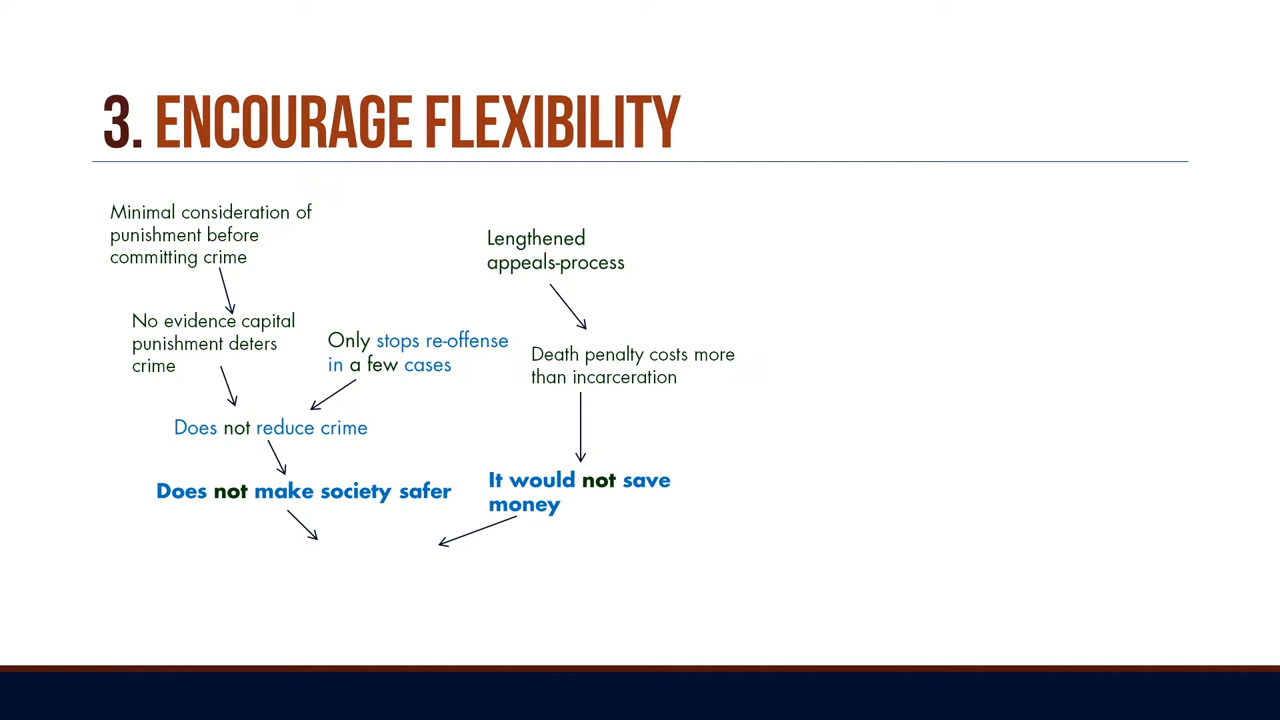 3. ENCOURAGE FLEXIBILITY
Minimal consideration of
punishment before
committing crime
No evidence capital
punishment deters
crime
Only stops re-offense
in a few cases
Does not reduce crime
Does not make society safer
Lengthened
appeals-process
Death penalty costs more
than incarceration
It would not save
money